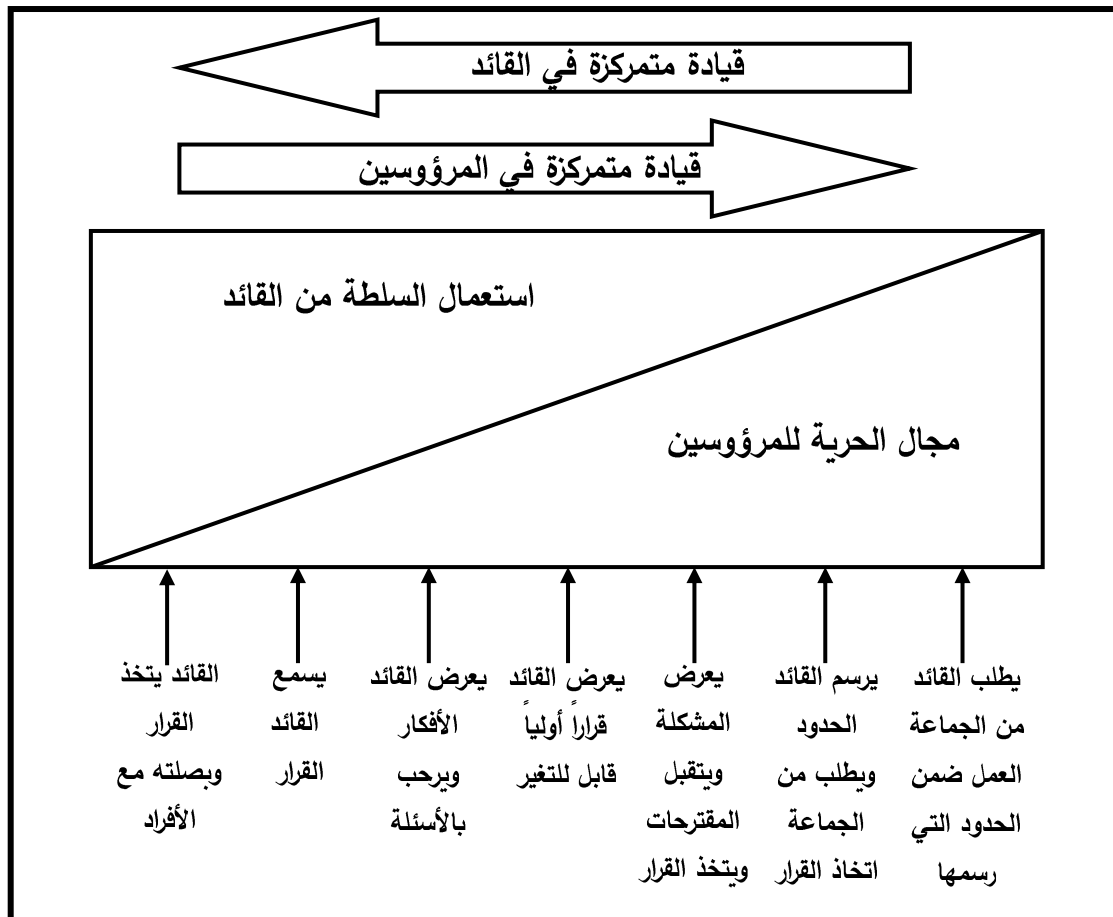 قيادة متمركزة في القائد
قيادة متمركزة في المرؤوسين
استعمال السلطة من القائد
مجال الحرية للمرؤوسين
يطلب القائد
من الجماعة
العمل ضمن
الحدود التي
رسمها
يرسم القائد
الحدود
ويطلب من
الجماعة
اتخاذ القرار
يعرض
المشكلة
ويتقبل
المقترحات
ويتخذ القرار
يعرض القائد
قراراً أولياً
قابل للتغير
يعرض القائد
الأفكار
ويرحب
بالأسئلة
يسمع
القائد
القرار
القائد يتخذ
القرار
وبصلته مع
الأفراد